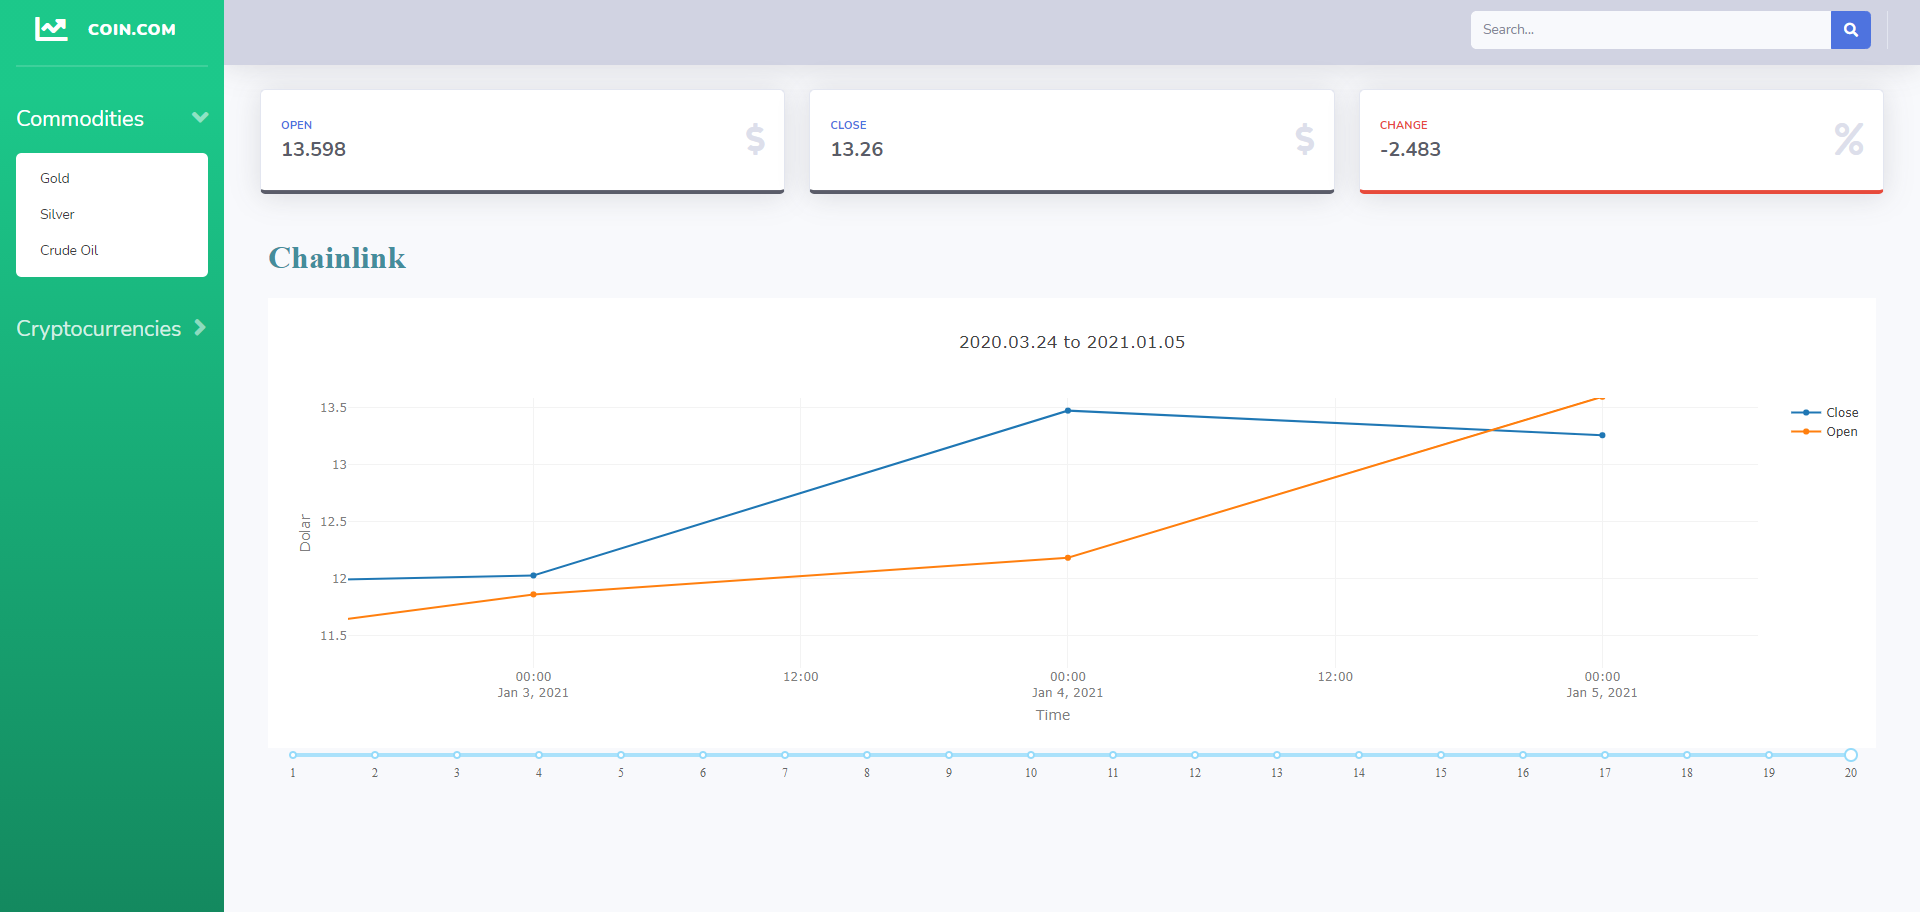 COIN.COM
Search...
Commodities
Gold
Silver
Crude Oil
Cryptocurrencies
OPEN
13.598
$
CLOSE
13.26
$
CHANGE
-2.483
%
Chainlink
2020.03.24 to 2021.01.05
13.5
13
12.5
12
11.5
Dolar
Close
Open
00:00 12:00 00:00 12:00 00:00
Jan 3, 2021 Jan 4, 2021 Jan 5, 2021
Time
1 2 3 4 5 6 7 8 9 10 11 12 13 14 15 16 17 18 19 20